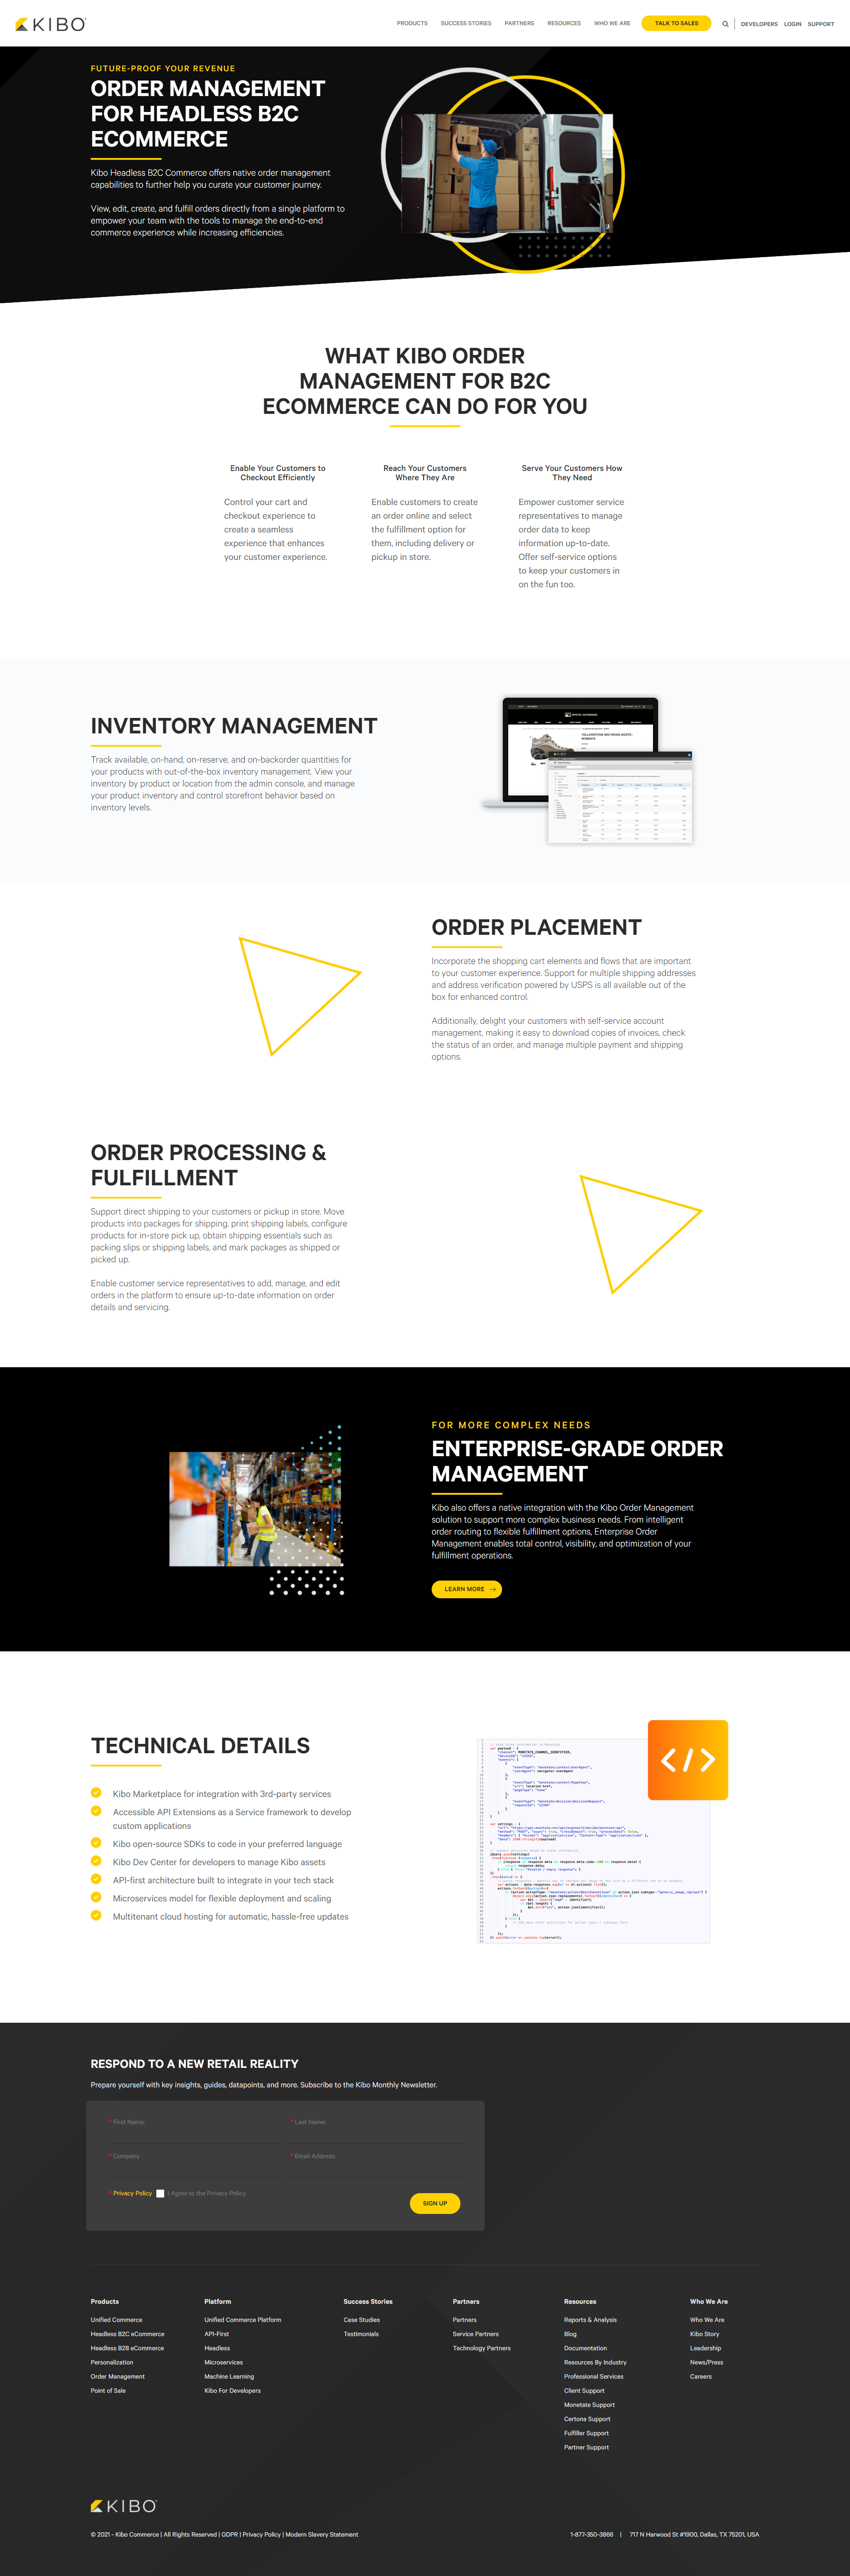 KIBO
PRODUCTS SUCCESS STORIES PARTNERS RESOURCES WHO WE ARE TALK TO SALES DEVELOPERS LOGIN SUPPORT
FUTURE-PROOF YOUR REVENUE
ORDER MANAGEMENT
FOR HEADLESS B2C
ECOMMERCE
Kibo Headless B2C Commerce offers native order management
capabilities to further help you curate your customer journey.
View, edit, create, and fulfill orders directly from a single platform to
empower your team with the tools to manage the end-to-end
commerce experience while increasing efficiencies.
WHAT KIBO ORDER
MANAGEMENT FOR B2C
ECOMMERCE CAN DO FOR YOU
Enable Your Customers to
Checkout Efficiently
Control your cart and
checkout experience to
create a seamless
experience that enhances
your customer experience.
Reach Your Customers
Where They Are
Enable customers to create
an order online and select
the fulfillment option for
them, including delivery or
pickup in store.
Serve Your Customers How
They Need
Empower customer service
representatives to manage
order data to keep
information up-to-date.
Offer self-service options
to keep your customers in
on the fun too.
INVENTORY MANAGEMENT
Track available, on-hand, on-reserve, and on-backorder quantities for
your products with out-of-the-box inventory management. View your
inventory by product or location from the admin console, and manage
your product inventory and control storefront behavior based on
inventory levels.
ORDER PLACEMENT
Incorporate the shopping cart elements and flows that are important
to your customer experience. Support for multiple shipping addresses
and address verification powered by USPS is all available out of the
box for enhanced control.
Additionally, delight your customers with self-service account
management, making it easy to download copies of invoices, check
the status of an order, and manage multiple payment and shipping
options.
ORDER PROCESSING &
FULFILLMENT
Support direct shipping to your customers or pickup in store. Move
products into packages for shipping, print shipping labels, configure
products for in-store pick up, obtain shipping essentials such as
packing slips or shipping labels, and mark packages as shipped or
picked up.
Enable customer service representatives to add, manage, and edit
orders in the platform to ensure up-to-date information on order
details and servicing.
FOR MORE COMPLEX NEEDS
ENTERPRISE-GRADE ORDER
MANAGEMENT
Kibo also offers a native integration with the Kibo Order Management
solution to support more complex business needs. From intelligent
order routing to flexible fulfillment options, Enterprise Order
Management enables total control, visibility, and optimization of your
fulfillment operations.
LEARN MORE →
TECHNICAL DETAILS
Kibo Marketplace for integration with 3rd-party services
Accessible API Extensions as a Service framework to develop
custom applications
Kibo open-source SDKs to code in your preferred language
Kibo Dev Center for developers to manage Kibo assets
API-first architecture built to integrate in your tech stack
Microservices model for flexible deployment and scaling
Multitenant cloud hosting for automatic, hassle-free updates
</>
RESPOND TO A NEW RETAIL REALITY
Prepare yourself with key insights, guides, datapoints, and more. Subscribe to the Kibo Monthly Newsletter.
* First Name: * Last Name:
* Company * Email Address:
* Privacy Policy I Agree to the Privacy Policy
SIGN UP
Products
Unified Commerce
Headless B2C eCommerce
Headless B2B eCommerce
Personalization
Order Management
Point of Sale
Platform
Unified Commerce Platform
API-First
Headless
Microservices
Machine Learning
Kibo For Developers
Success Stories
Case Studies
Testimonials
Partners
Partners
Service Partners
Technology Partners
Resources
Reports & Analysis
Blog
Documentation
Resources By Industry
Professional Services
Client Support
Monetate Support
Certona Support
Fulfiller Support
Partner Support
Who We Are
Who We Are
Kibo Story
Leadership
News/Press
Careers
KIBO
© 2021 - Kibo Commerce | All Rights Reserved | GDPR | Privacy Policy | Modern Slavery Statement
1-877-350-3866 | 717 N Harwood St #1900, Dallas, TX 75201, USA